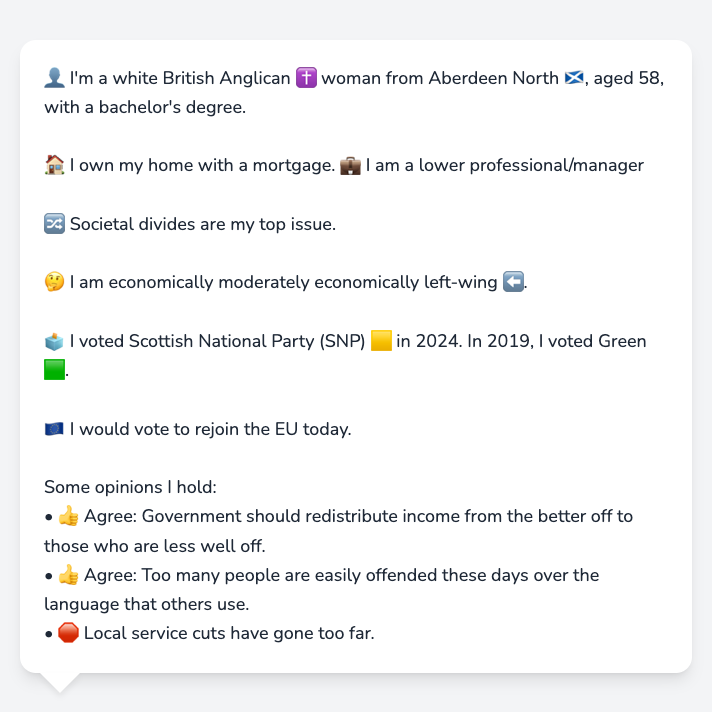 👤 I'm a white British Anglican ✝️ woman from Aberdeen North 🏴󠁧󠁢󠁳󠁣󠁴󠁿, aged 58,
with a bachelor's degree.
🏠 I own my home with a mortgage. 💼 I am a lower professional/manager
🔀 Societal divides are my top issue.
🤔 I am economically moderately economically left-wing ⬅️.
🗳️ I voted Scottish National Party (SNP) 🟨 in 2024. In 2019, I voted Green
🟩.
🇪🇺 I would vote to rejoin the EU today.
Some opinions I hold:
• 👍 Agree: Government should redistribute income from the better off to
those who are less well off.
• 👍 Agree: Too many people are easily offended these days over the
language that others use.
• 🛑 Local service cuts have gone too far.